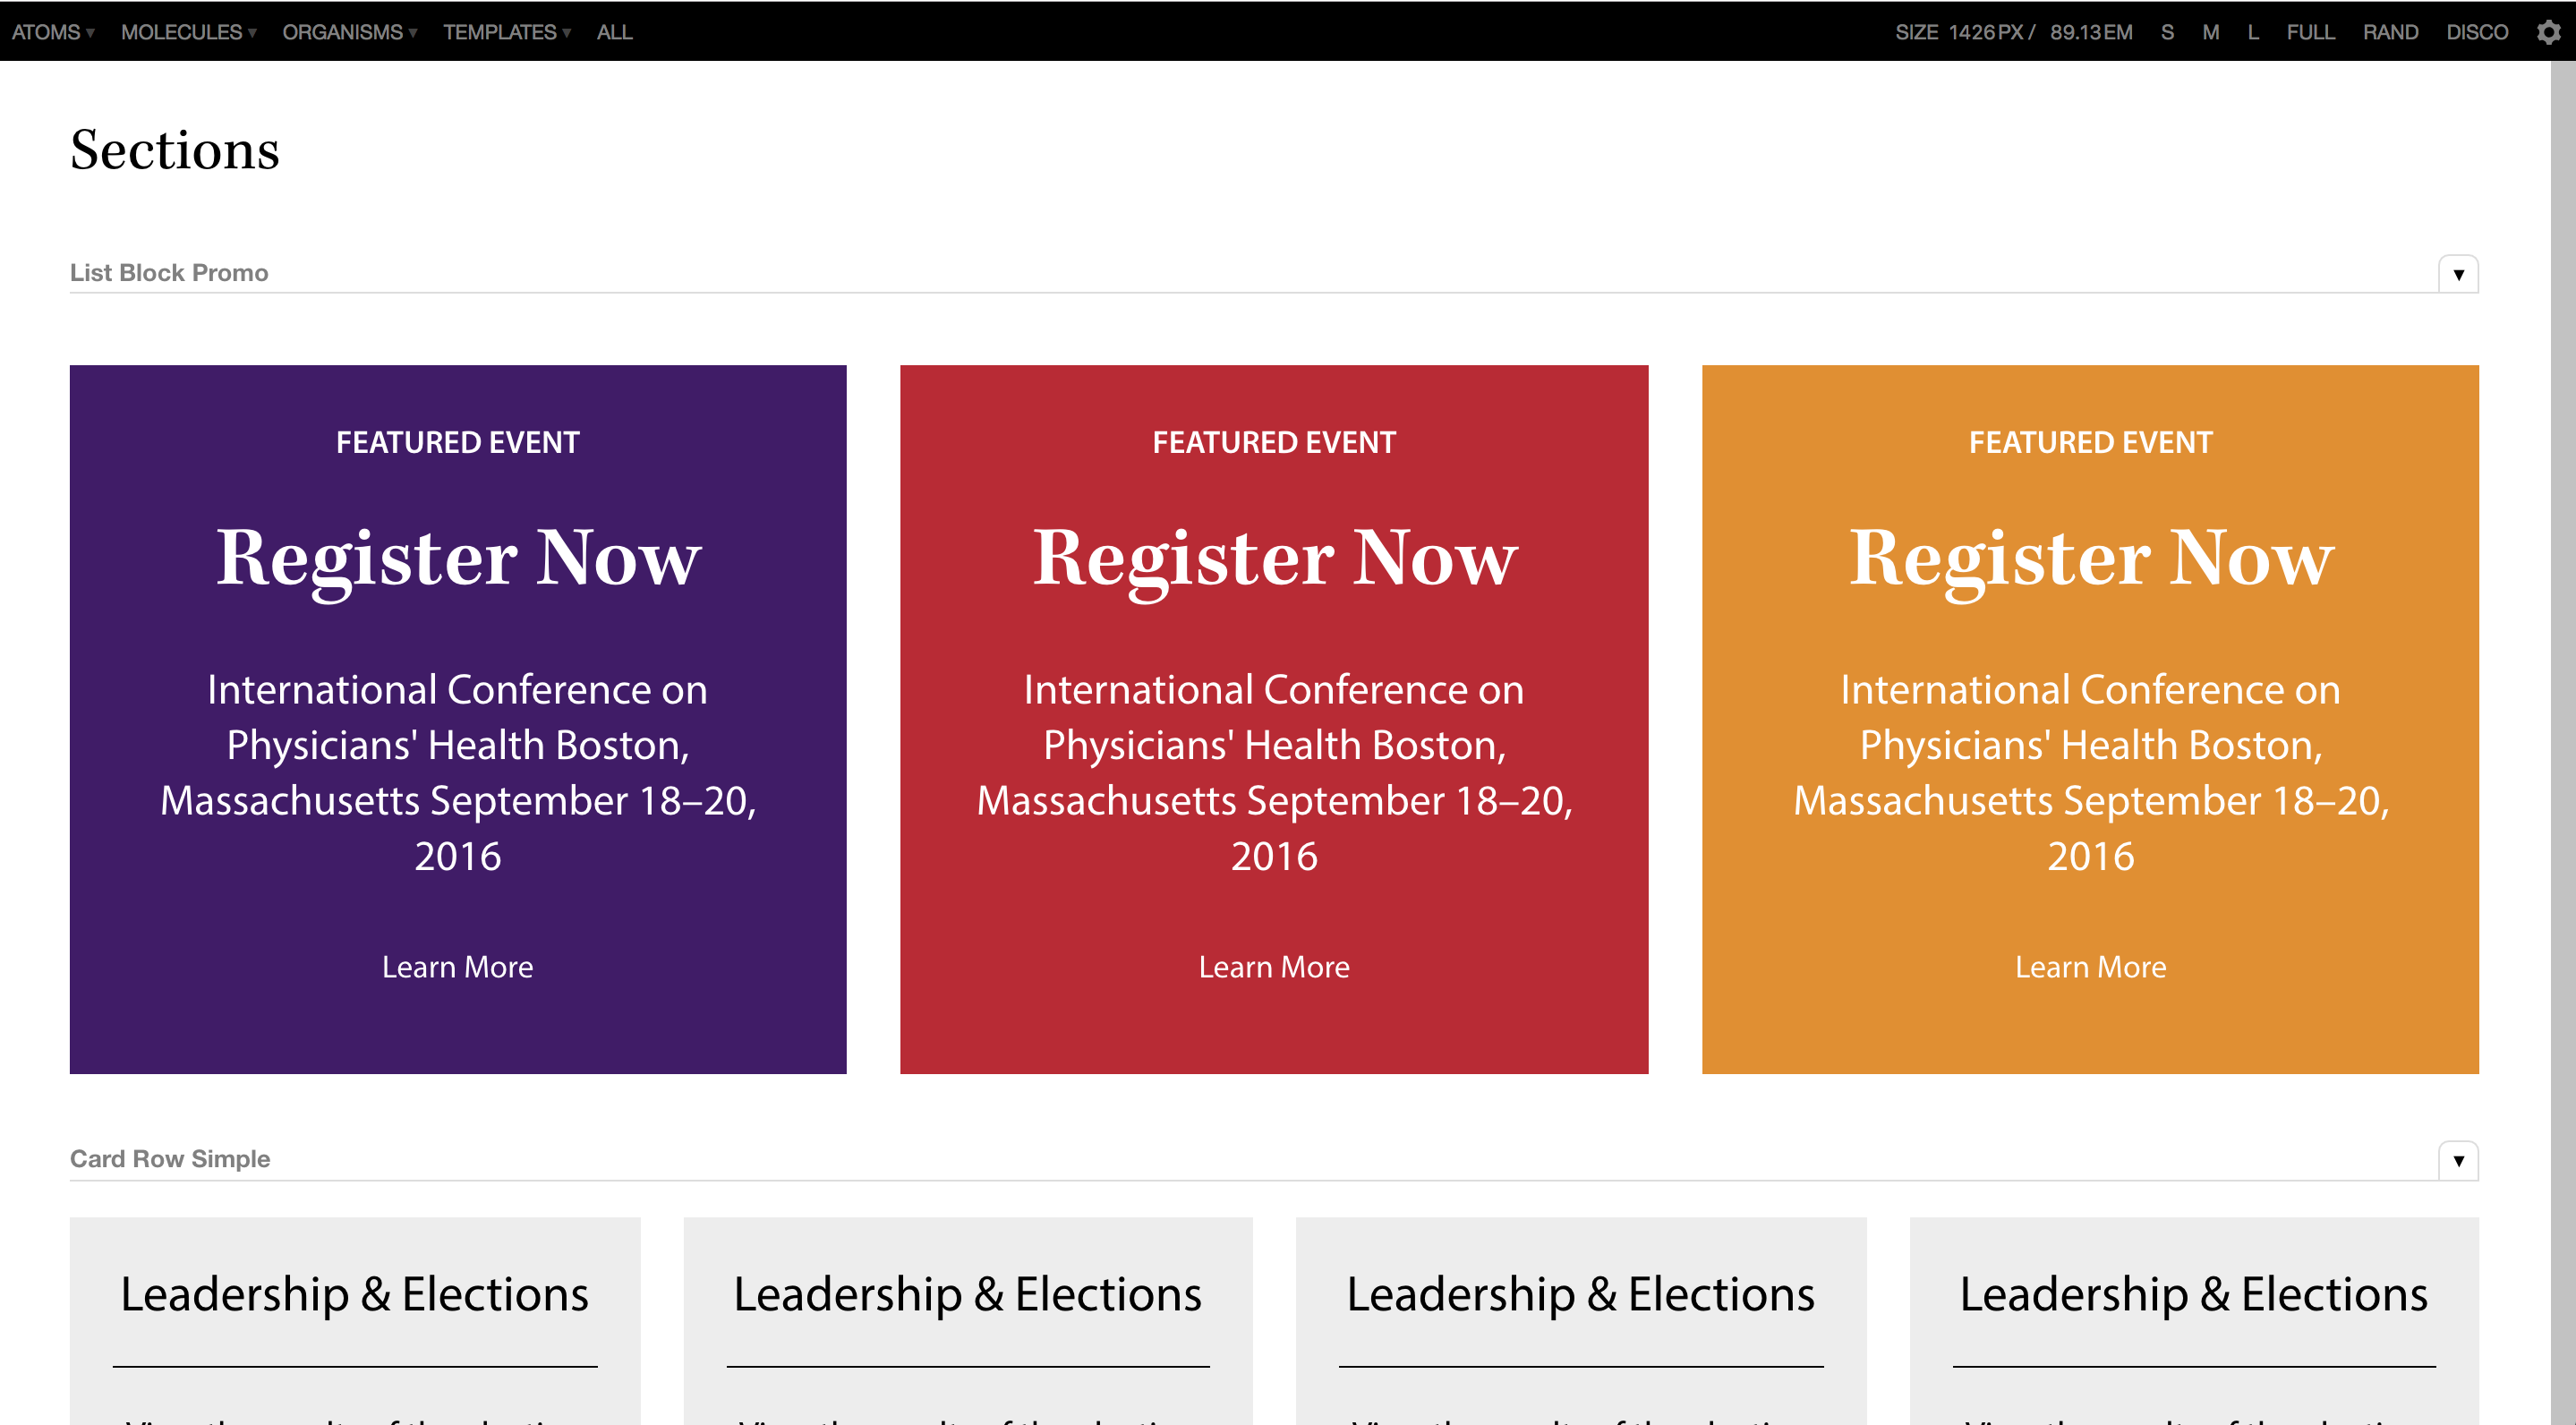 ATOMS ▾ MOLECULES ▾ ORGANISMS ▾ TEMPLATES ▾ ALL SIZE 1426PX / 89.13EM S M L FULL RAND DISCO
Sections
List Block Promo
FEATURED EVENT
Register Now
International Conference on
Physicians' Health Boston,
Massachusetts September 18–20,
2016
Learn More
FEATURED EVENT
Register Now
International Conference on
Physicians' Health Boston,
Massachusetts September 18–20,
2016
Learn More
FEATURED EVENT
Register Now
International Conference on
Physicians' Health Boston,
Massachusetts September 18–20,
2016
Learn More
Card Row Simple
Leadership & Elections
Leadership & Elections
Leadership & Elections
Leadership & Elections